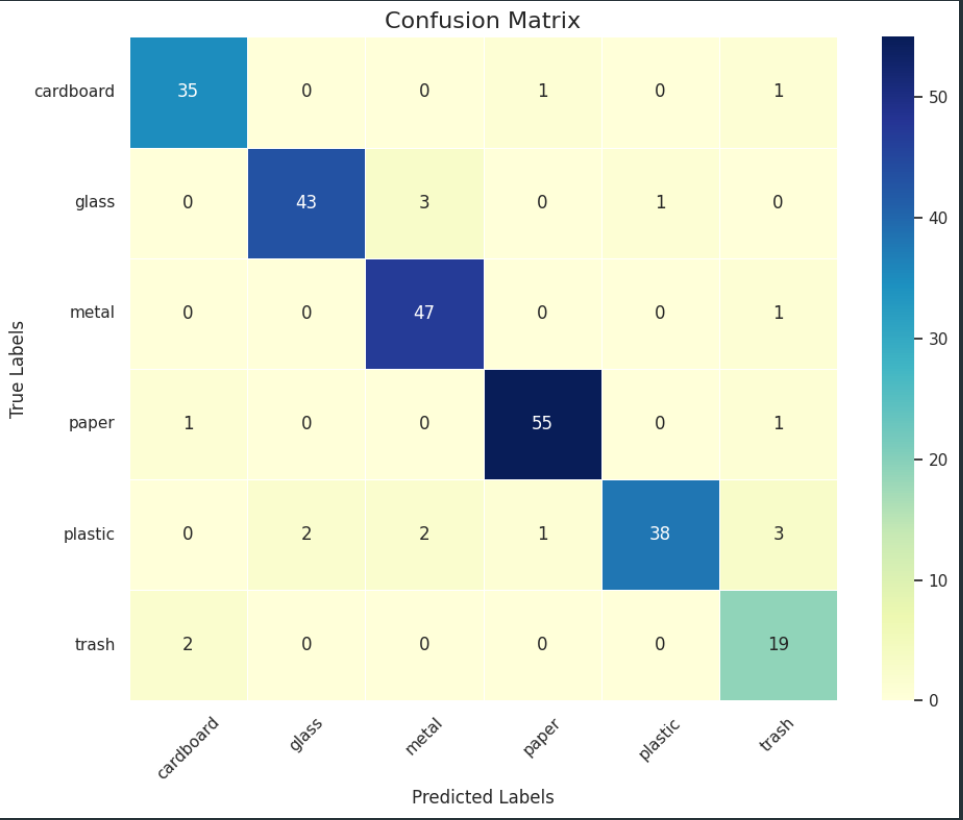 Confusion Matrix
cardboard 35 0 0 1 0 1
glass 0 43 3 0 1 0
metal 0 0 47 0 0 1
paper 1 0 0 55 0 1
plastic 0 2 2 1 38 3
trash 2 0 0 0 0 19
cardboard glass metal paper plastic trash
Predicted Labels
True Labels
50
40
30
20
10
0